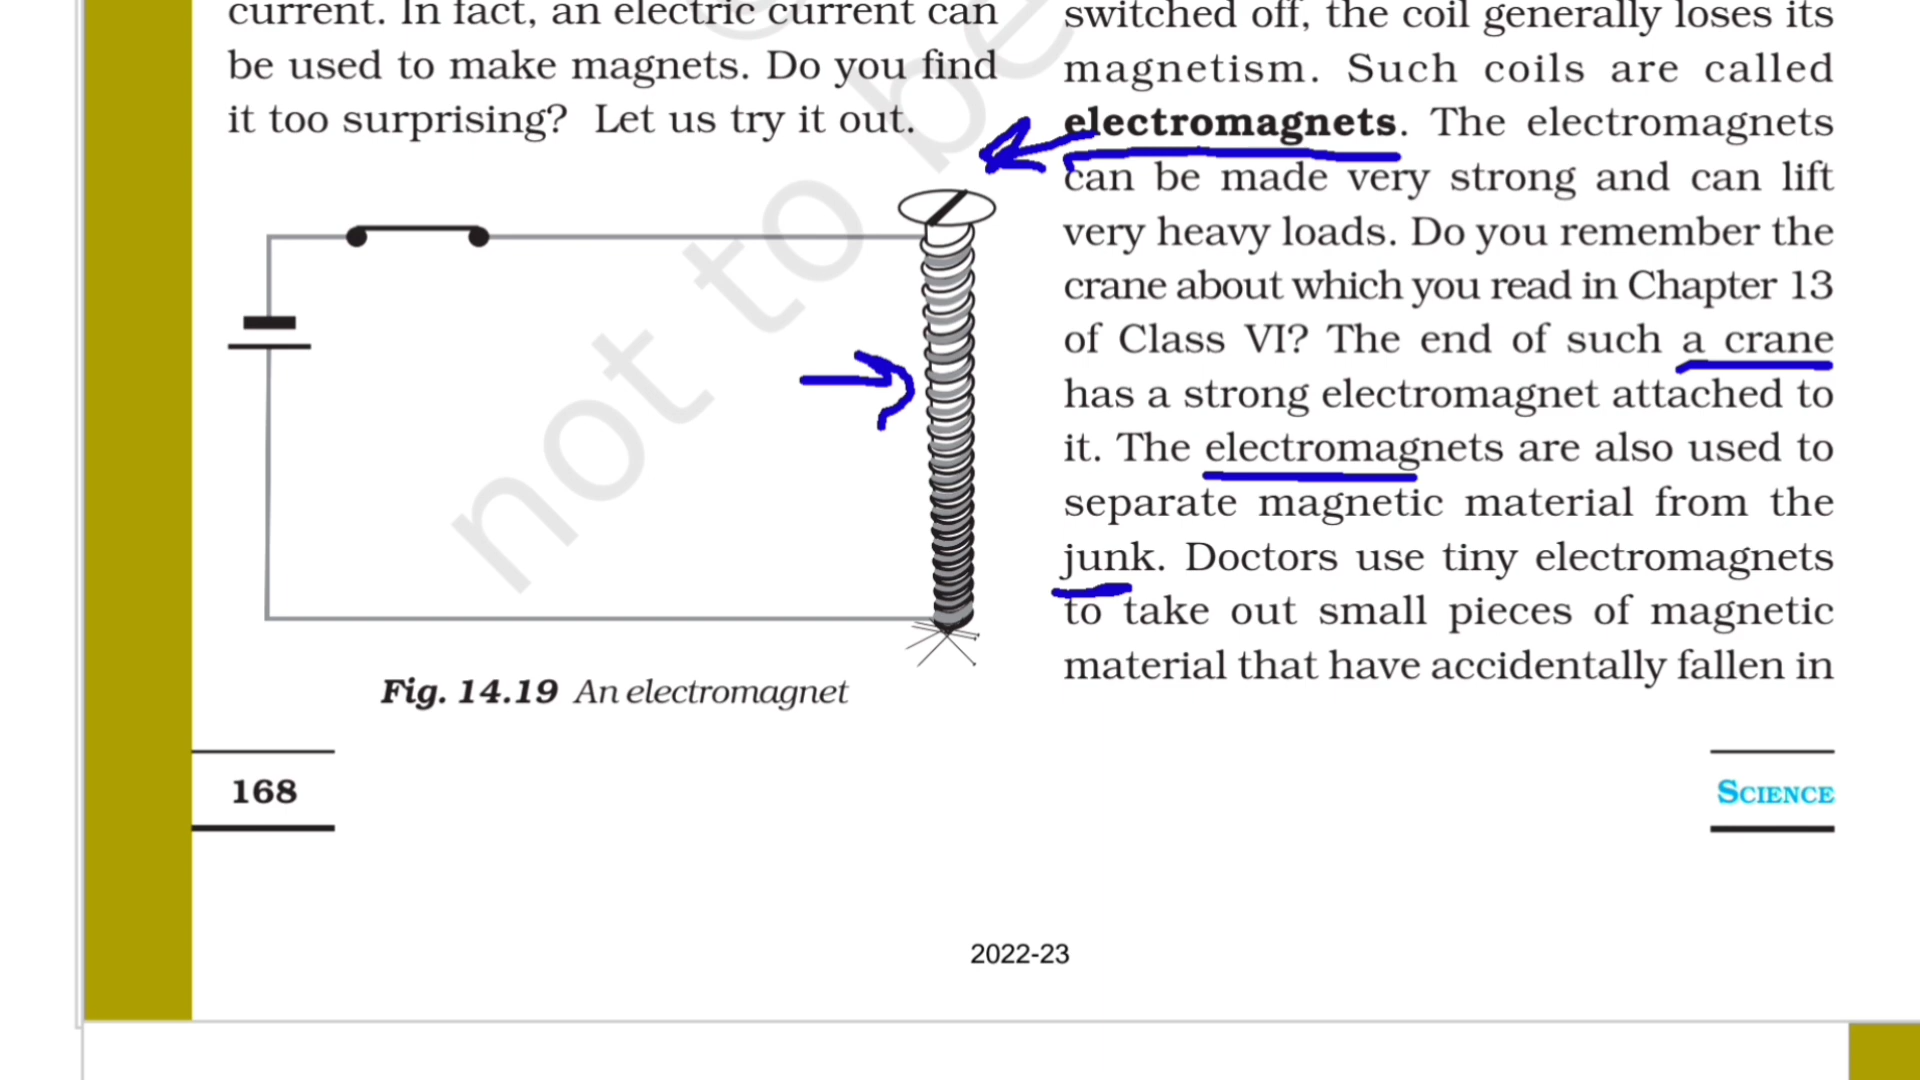 current. In fact, an electric current can
be used to make magnets. Do you find
it too surprising? Let us try it out.
Fig. 14.19 An electromagnet
switched off, the coil generally loses its
magnetism. Such coils are called
electromagnets. The electromagnets
can be made very strong and can lift
very heavy loads. Do you remember the
crane about which you read in Chapter 13
of Class VI? The end of such a crane
has a strong electromagnet attached to
it. The electromagnets are also used to
separate magnetic material from the
junk. Doctors use tiny electromagnets
to take out small pieces of magnetic
material that have accidentally fallen in
168
SCIENCE
2022-23
not to be